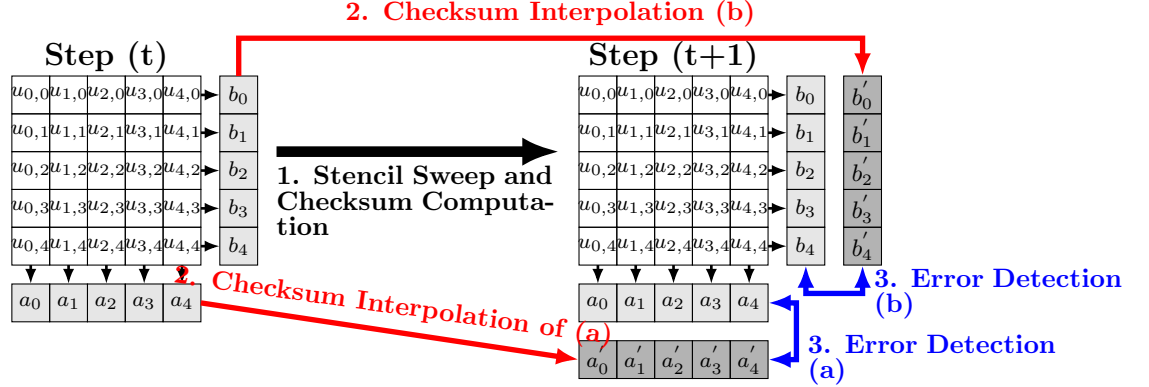 2. Checksum Interpolation (b)
Step (t) Step (t+1)
u0,0 u1,0 u2,0 u3,0 u4,0 b0 u0,0 u1,0 u2,0 u3,0 u4,0 b0 b′0
u0,1 u1,1 u2,1 u3,1 u4,1 b1 u0,1 u1,1 u2,1 u3,1 u4,1 b1 b′1
u0,2 u1,2 u2,2 u3,2 u4,2 b2 u0,2 u1,2 u2,2 u3,2 u4,2 b2 b′2
u0,3 u1,3 u2,3 u3,3 u4,3 b3 u0,3 u1,3 u2,3 u3,3 u4,3 b3 b′3
u0,4 u1,4 u2,4 u3,4 u4,4 b4 u0,4 u1,4 u2,4 u3,4 u4,4 b4 b′4
1. Stencil Sweep and
Checksum Computa-
tion
a0 a1 a2 a3 a4 a0 a1 a2 a3 a4
2. Checksum Interpolation of (a)
a′0 a′1 a′2 a′3 a′4
3. Error Detection
(b)
3. Error Detection
(a)